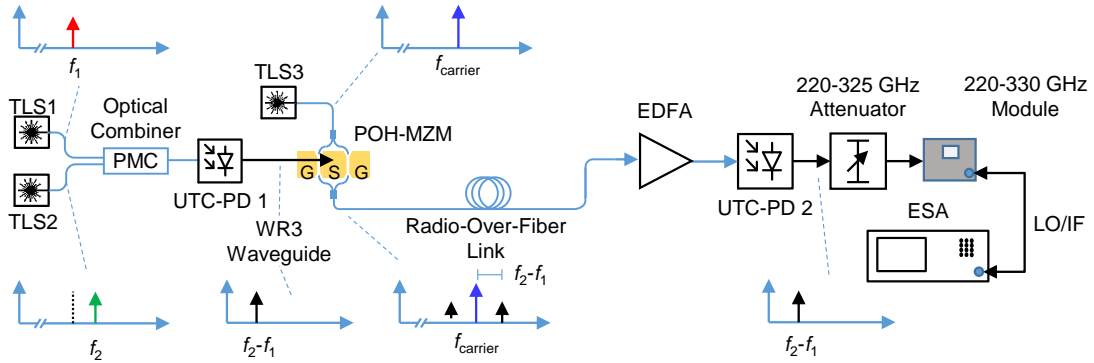 f1
fcarrier
TLS1
Optical
Combiner
PMC
TLS2
UTC-PD 1
WR3
Waveguide
TLS3
POH-MZM
G S G
Radio-Over-Fiber
Link
EDFA
UTC-PD 2
220-325 GHz
Attenuator
220-330 GHz
Module
ESA
LO/IF
f2
f2-f1
f2-f1
fcarrier
f2-f1